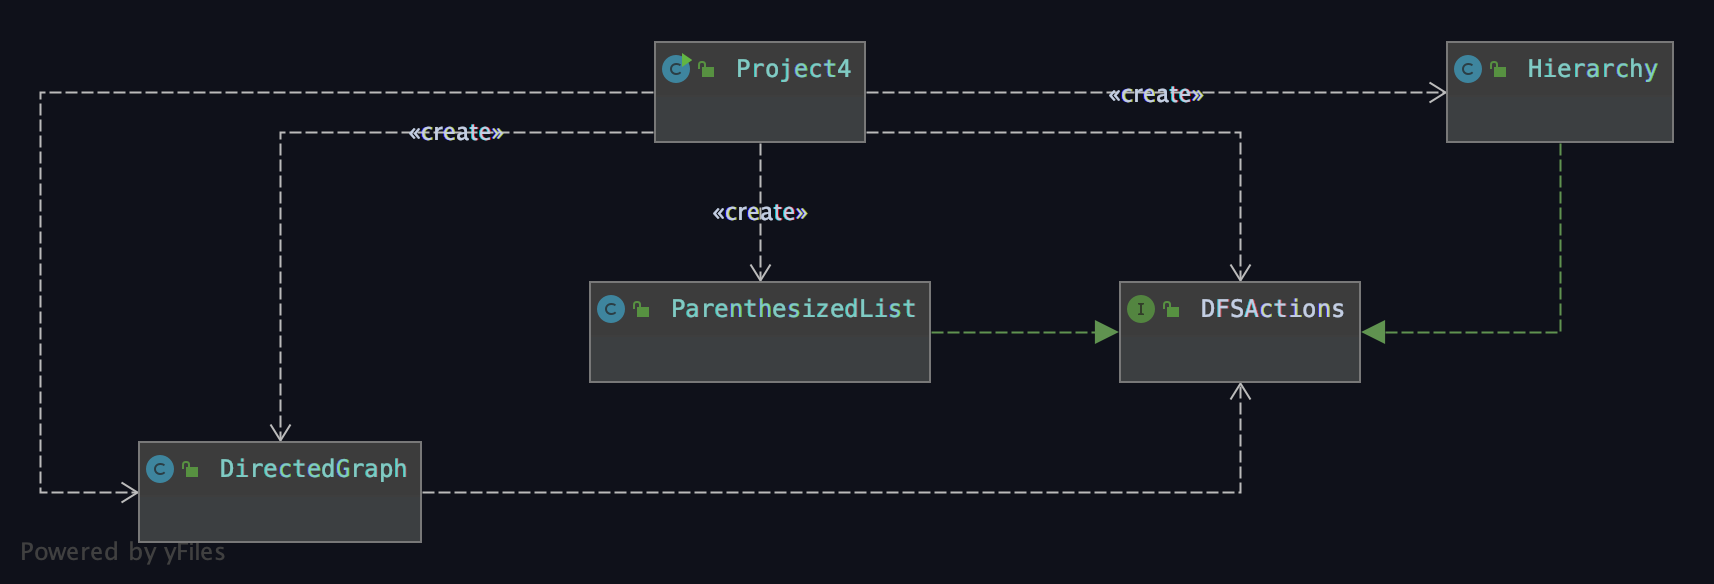 Project4
Hierarchy
«create»
«create»
«create»
ParenthesizedList
DFSActions
DirectedGraph
Powered by yFiles